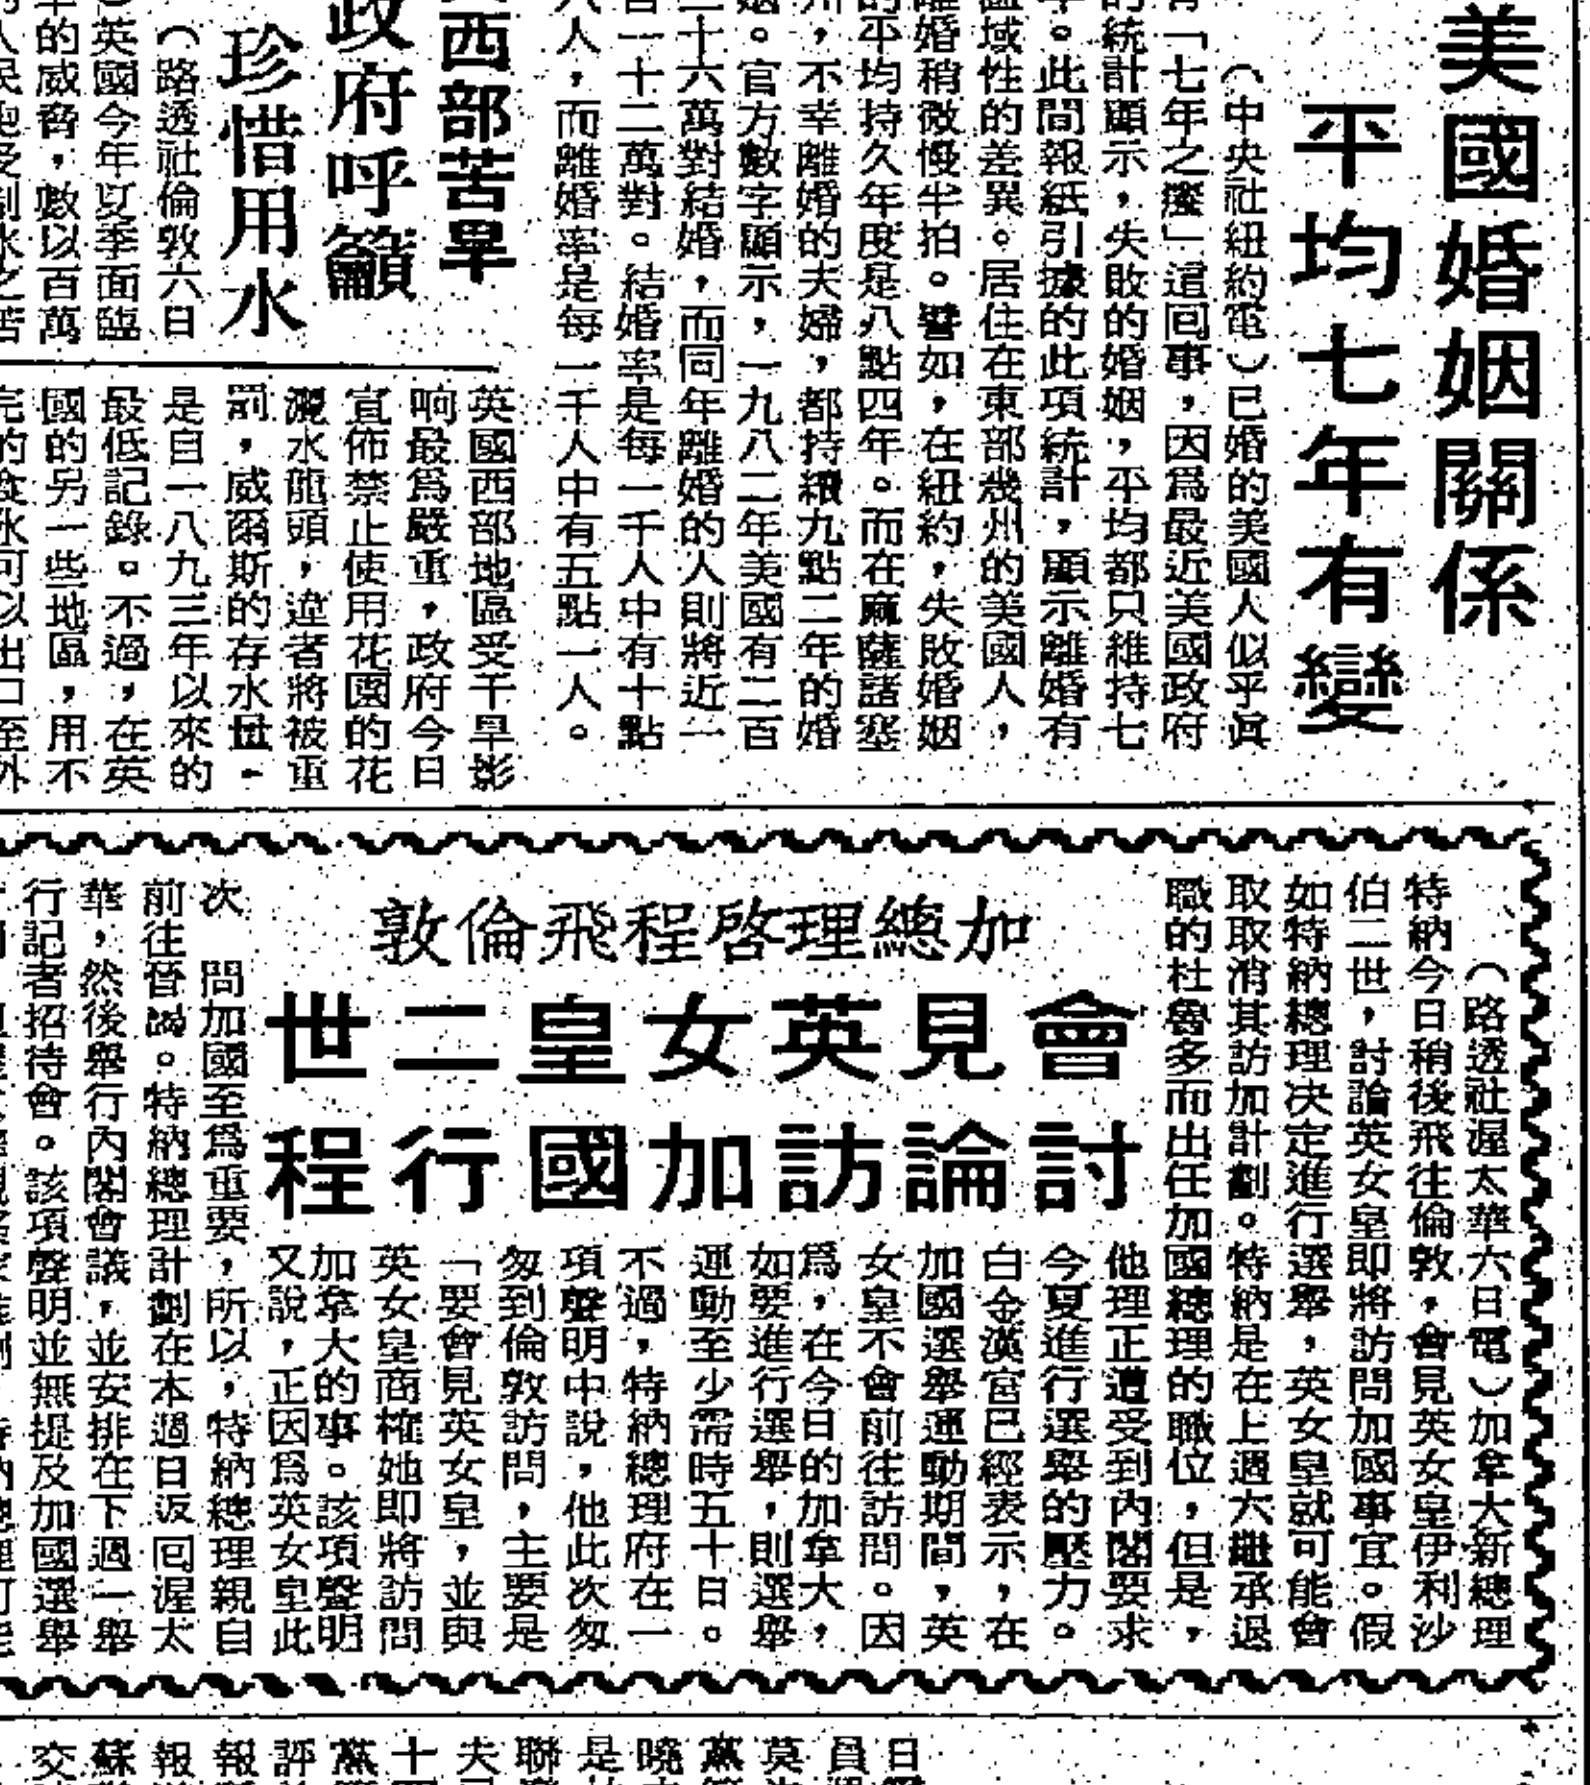 美國婚姻關係
平均七年有變
（中央社紐約電）已婚的美國人似乎眞
有「七年之癢」這回事，因爲最近美國政府
的統計顯示，失敗的婚姻，平均都只維持七
年。此間報紙引據的此項統計，顯示離婚有
區域性的差異。居住在東部幾州的美國人，
離婚稍微慢半拍。譬如，在紐約，失敗婚姻
的平均持久年度是八點四年。而在麻薩諸塞
州，不幸離婚的夫婦，都持續九點二年的婚
姻。官方數字顯示，一九八二年美國有二百
二十六萬對結婚，而同年離婚的人則將近一
百一十二萬對。結婚率是每一千人中有十點
八人，而離婚率是每一千人中有五點一人。
西部苦旱
政府呼籲
珍惜用水
（路透社倫敦六日
英國今年夏季面臨
年的威脅，數以百萬
英國西部地區受干旱影
响最爲嚴重，政府今日
宣佈禁止使用花園的花
灑水龍頭，違者將被重
罰，威爾斯的存水量，
是自一八九三年以來的
最低記錄。不過，在英
國的另一些地區，用不
完的食水可以出口至外
加總理啓程飛倫敦
會見英女皇二世
討論訪加國行程
（路透社渥太華六日電）加拿大新總理
特納今日稍後飛往倫敦，會見英女皇伊利沙
伯二世，討論英女皇即將訪問加國事宜。假
如特納總理決定進行選舉，英女皇就可能會
取取消其訪加計劃。特納是在上週六繼承退
職的杜魯多而出任加國總理的職位，但是，
他理正遭受到內閣要求
今夏進行選舉的壓力。
白金漢宮已經表示，在
加國選舉運動期間，英
女皇不會前往訪問。因
爲，在今日的加拿大，
如要進行選舉，則選舉
運動至少需時五十日。
不過，特納總理府在一
項聲明中說，他此次匆
匆到倫敦訪問，主要是
「要會見英女皇，並與
英女皇商榷她即將訪問
加拿大的事。該項聲明
又說，正因爲英女皇此
次　問加國至爲重要，所以，特納總理親自
前往晉謁。特納總理計劃在本過日返回渥太
華，然後舉行內閣會議，並安排在下週一舉
行記者招待會。該項聲明並無提及加國選舉